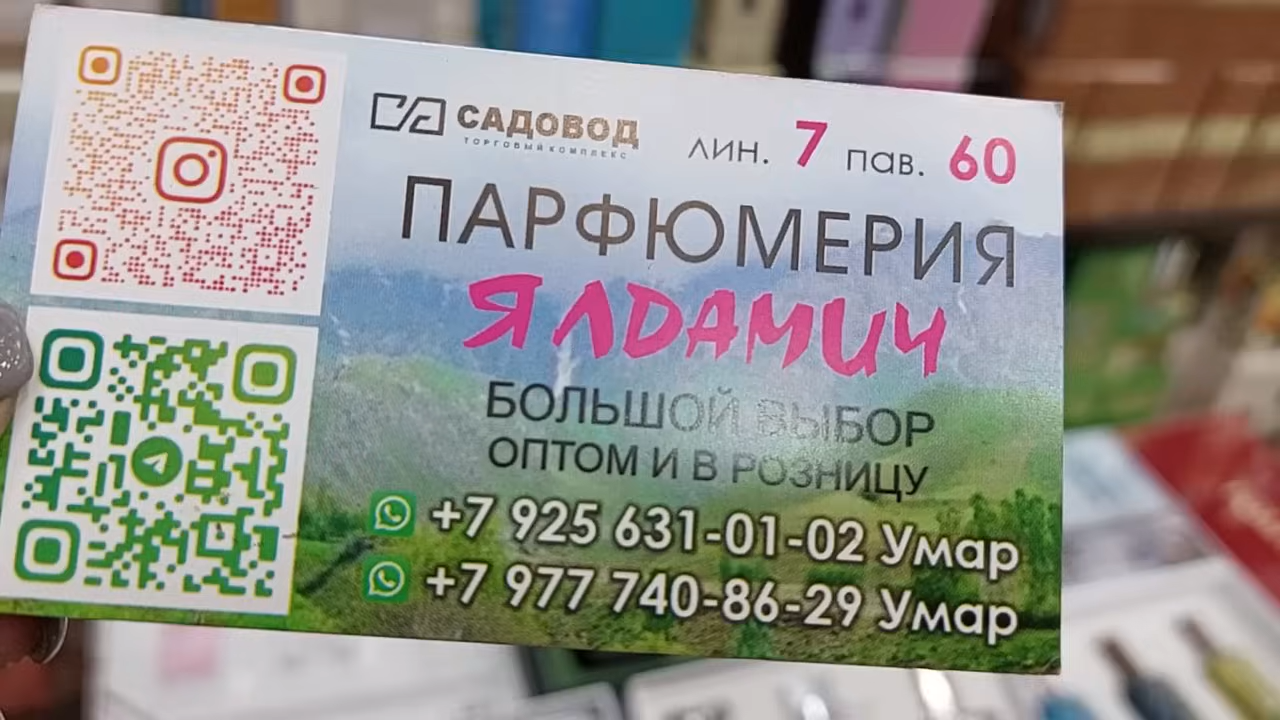 САДОВОД
ТОРГОВЫЙ КОМПЛЕКС
лин. 7 пав. 60
ПАРФЮМЕРИЯ
ЯЛДАМИЧ
БОЛЬШОЙ ВЫБОР
ОПТОМ И В РОЗНИЦУ
+7 925 631-01-02 Умар
+7 977 740-86-29 Умар